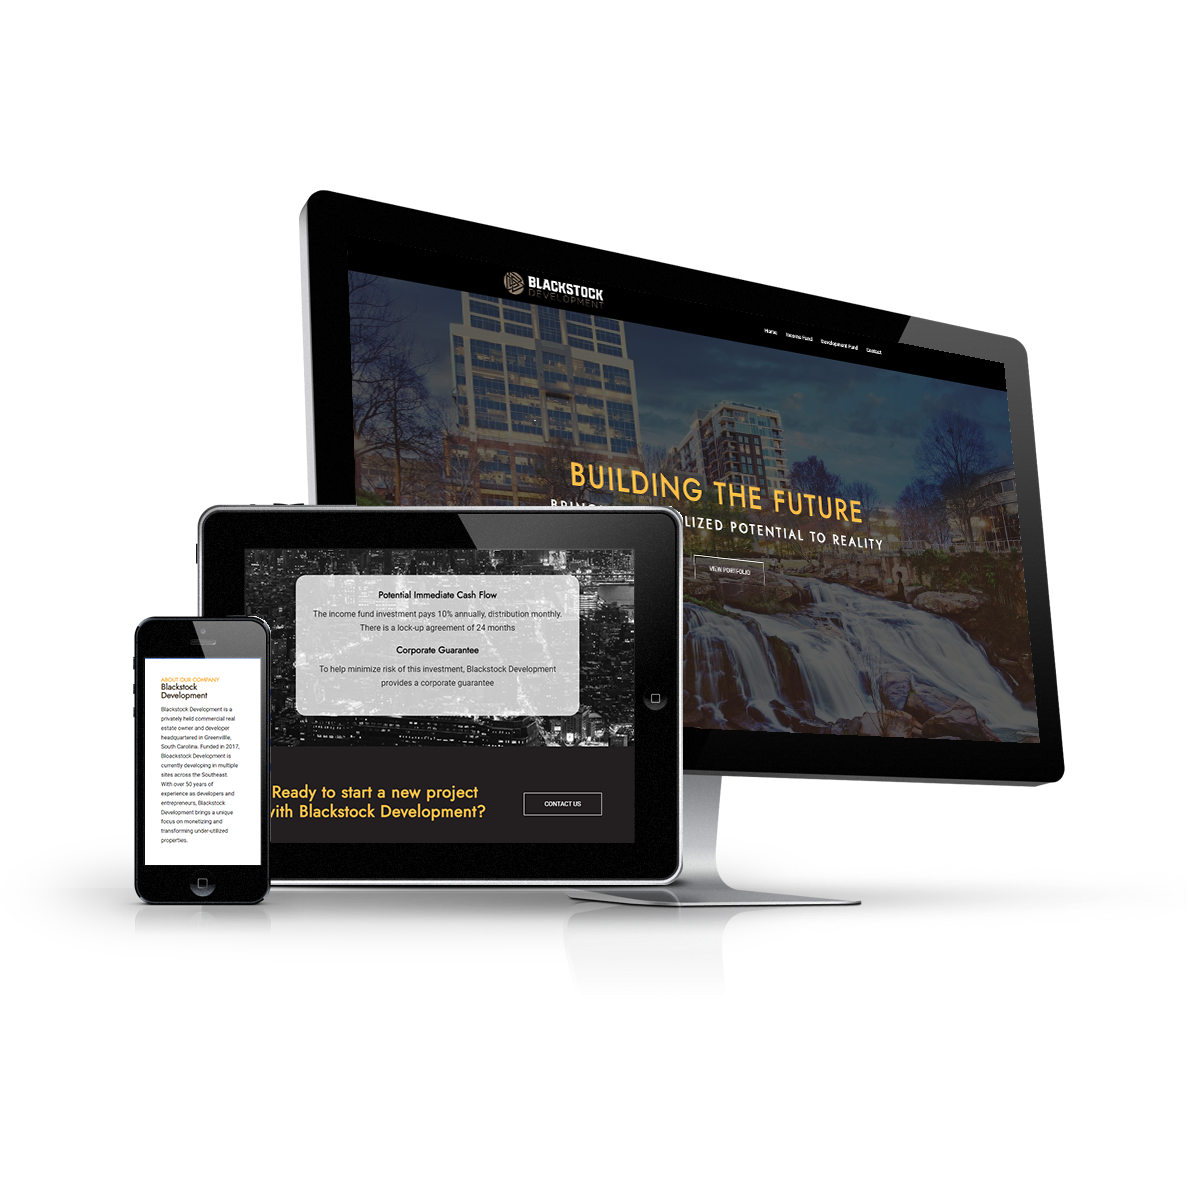 BLACKSTOCK
DEVELOPMENT
Home Income Fund Development Fund Contact
BUILDING THE FUTURE
POTENTIAL TO REALITY
VIEW PORTFOLIO
Potential Immediate Cash Flow
The income fund investment pays 10% annually, distribution monthly.
There is a lock-up agreement of 24 months
Corporate Guarantee
To help minimize risk of this investment, Blackstock Development
provides a corporate guarantee
Ready to start a new project
with Blackstock Development?
CONTACT US
ABOUT OUR COMPANY
Blackstock
Development
Blackstock Development is a
privately held commercial real
estate owner and developer
headquartered in Greenville,
South Carolina. Funded in 2017,
Bloackstock Development is
currently developing in multiple
sites across the Southeast.
With over 50 years of
experience as developers and
entrepreneurs, Blackstock
Development brings a unique
focus on monetizing and
transforming under-utilized
properties.